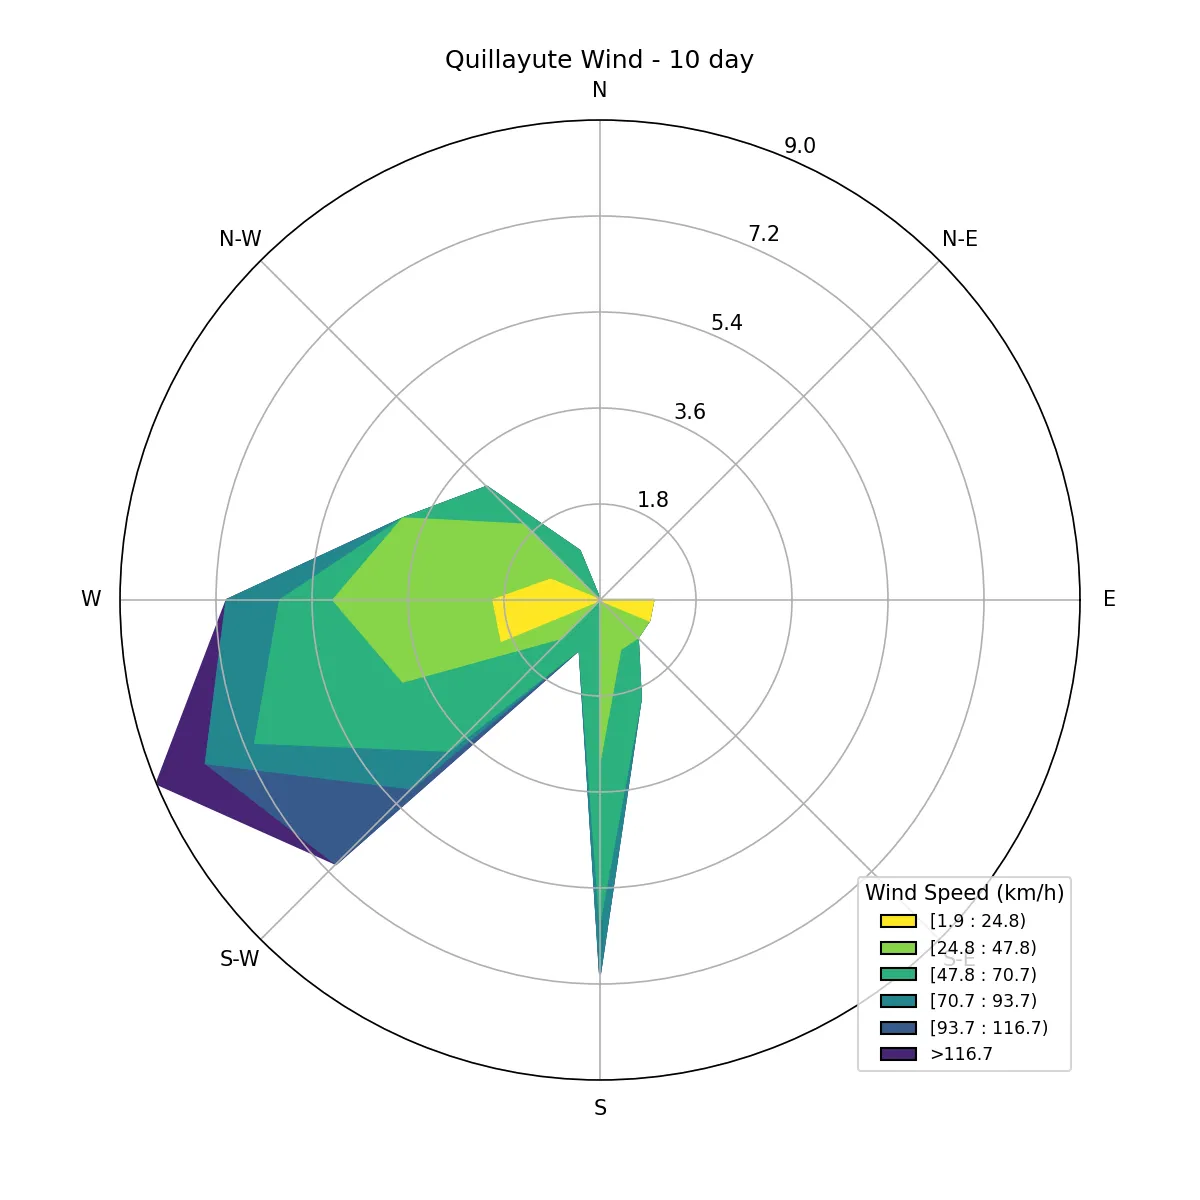 Quillayute Wind - 10 day
N
9.0
N-W
N-E
7.2
5.4
3.6
1.8
W
E
S-W
S-E
S
Wind Speed (km/h)
[1.9 : 24.8)
[24.8 : 47.8)
[47.8 : 70.7)
[70.7 : 93.7)
[93.7 : 116.7)
>116.7